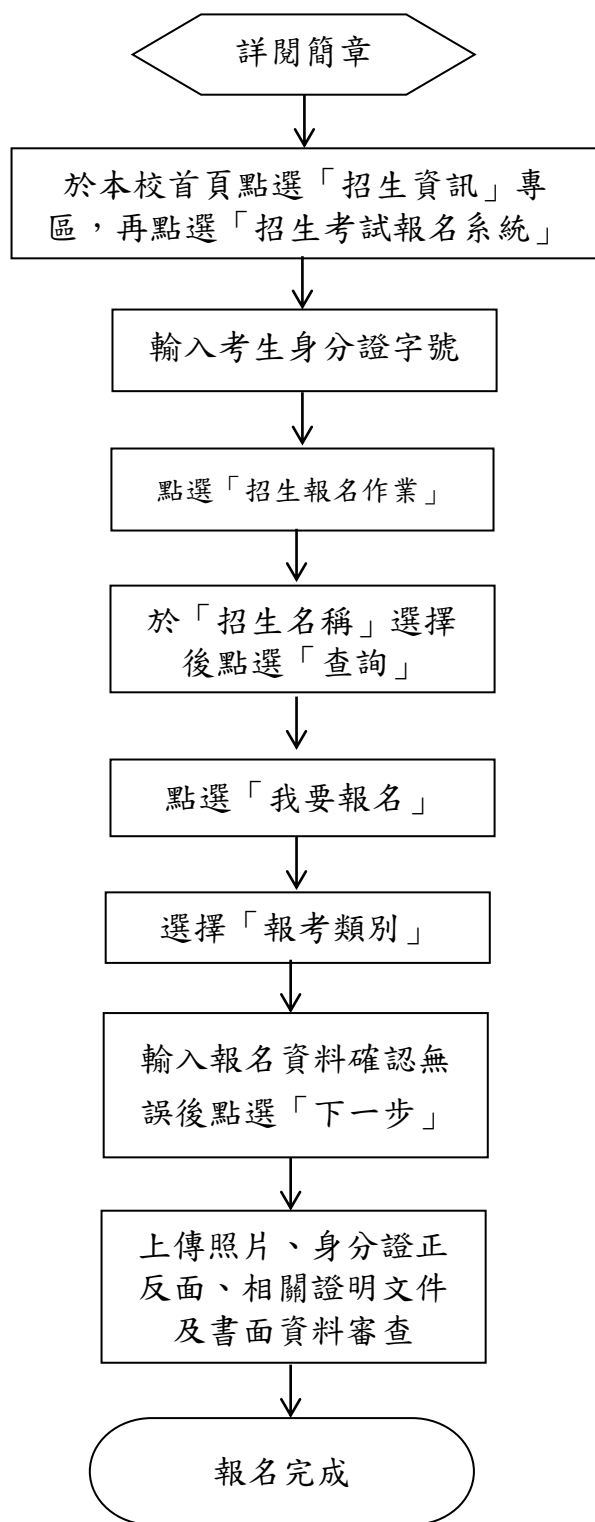 詳閱簡章
於本校首頁點選「招生資訊」專
區，再點選「招生考試報名系統」
輸入考生身分證字號
點選「招生報名作業」
於「招生名稱」選擇
後點選「查詢」
點選「我要報名」
選擇「報考類別」
輸入報名資料確認無
誤後點選「下一步」
上傳照片、身分證正
反面、相關證明文件
及書面資料審查
報名完成